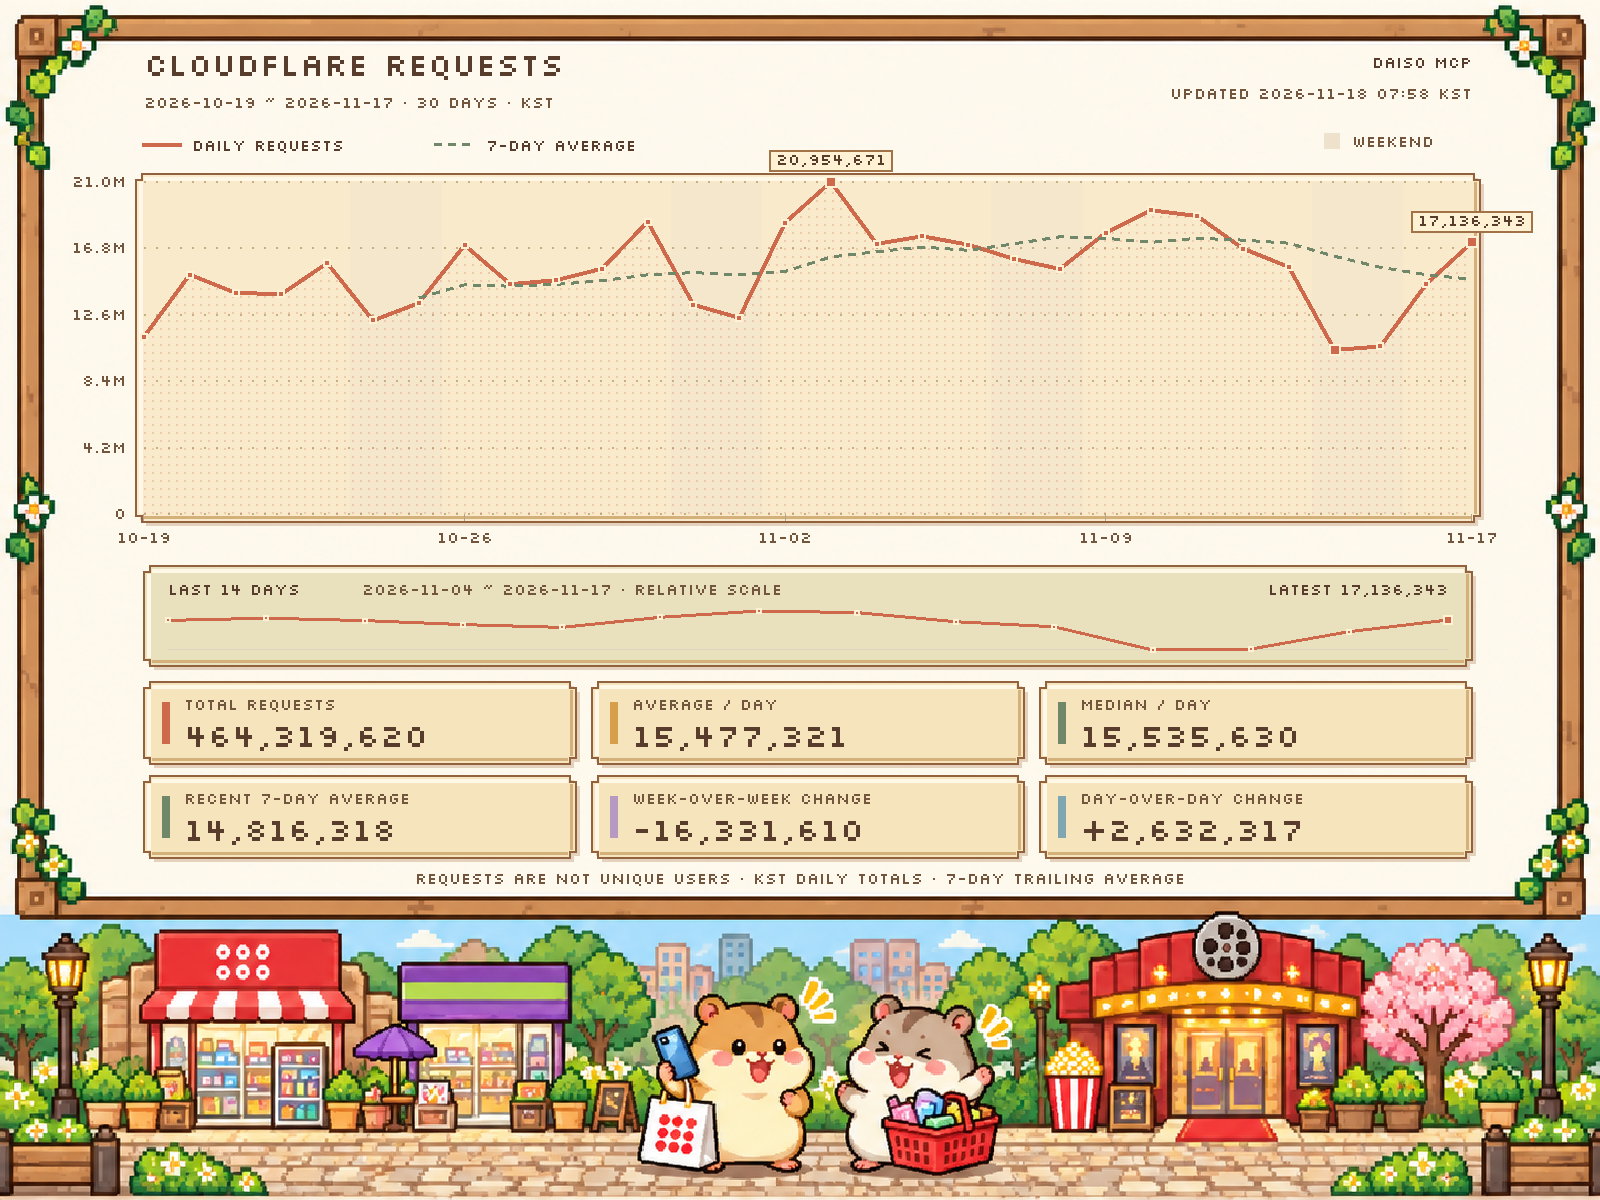 CLOUDFLARE REQUESTS
DAISO MCP
2026-10-19 ~ 2026-11-17 · 30 DAYS · KST
UPDATED 2026-11-18 07:58 KST
DAILY REQUESTS
7-DAY AVERAGE
WEEKEND
20,954,671
17,136,343
21.0M
16.8M
12.6M
8.4M
4.2M
0
10-19
10-26
11-02
11-09
11-17
LAST 14 DAYS
2026-11-04 ~ 2026-11-17 · RELATIVE SCALE
LATEST 17,136,343
TOTAL REQUESTS
464,319,620
AVERAGE / DAY
15,477,321
MEDIAN / DAY
15,535,630
RECENT 7-DAY AVERAGE
14,816,318
WEEK-OVER-WEEK CHANGE
-16,331,610
DAY-OVER-DAY CHANGE
+2,632,317
REQUESTS ARE NOT UNIQUE USERS · KST DAILY TOTALS · 7-DAY TRAILING AVERAGE